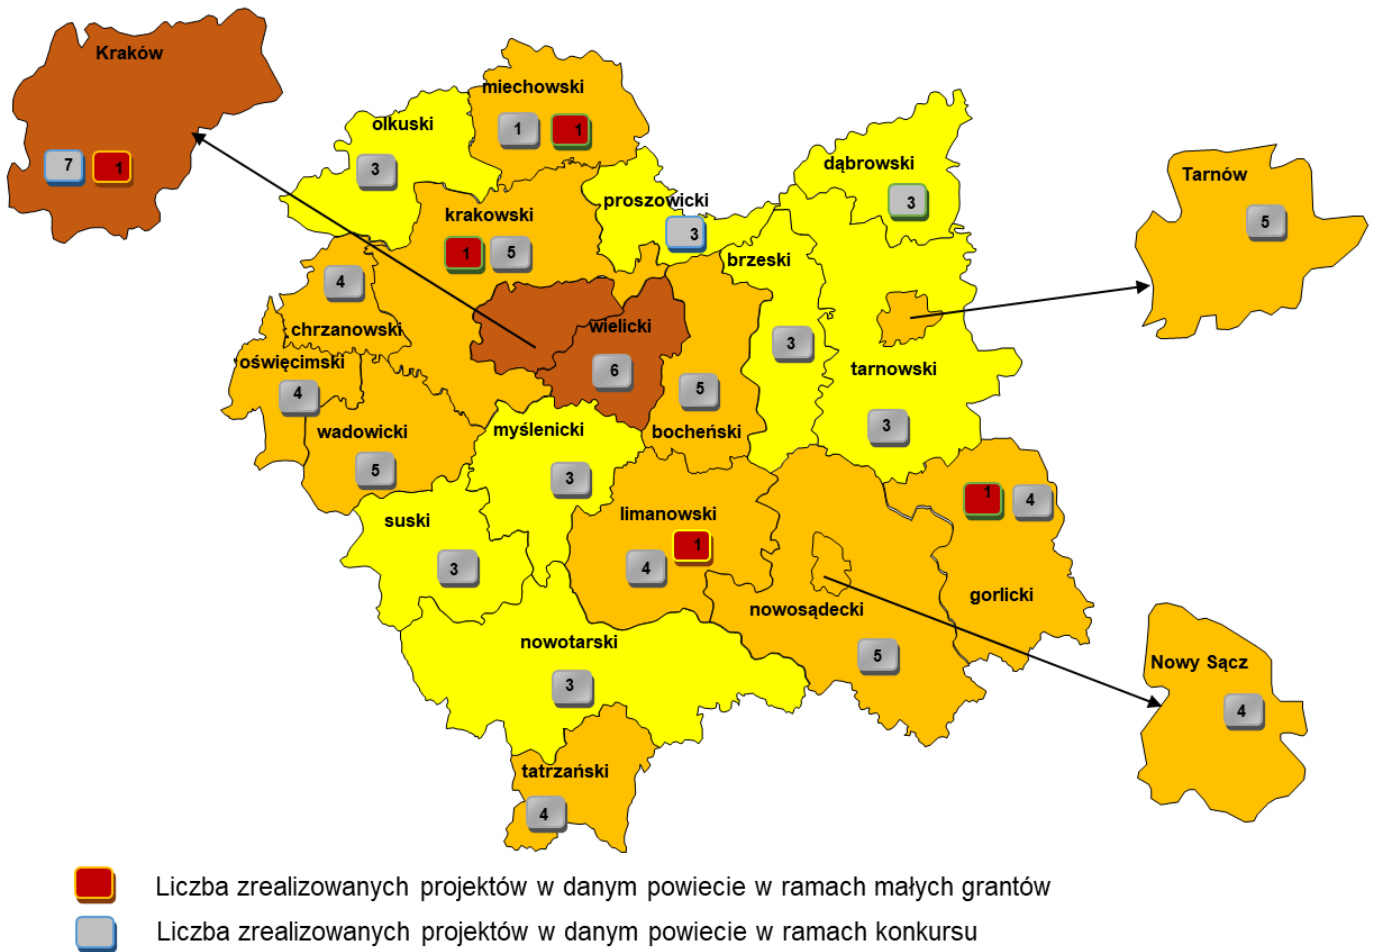 Kraków
7 1
miechowski
1 1
olkuski
3
dąbrowski
3
Tarnów
5
proszowicki
3
krakowski
1 5
brzeski
3
4
chrzanowski
wielicki
6
oświęcimski
4
tarnowski
3
5
bocheński
wadowicki
5
myślenicki
3
limanowski
4 1
1 4
gorlicki
suski
3
nowosądecki
5
nowotarski
3
Nowy Sącz
4
tatrzański
4
Liczba zrealizowanych projektów w danym powiecie w ramach małych grantów
Liczba zrealizowanych projektów w danym powiecie w ramach konkursu